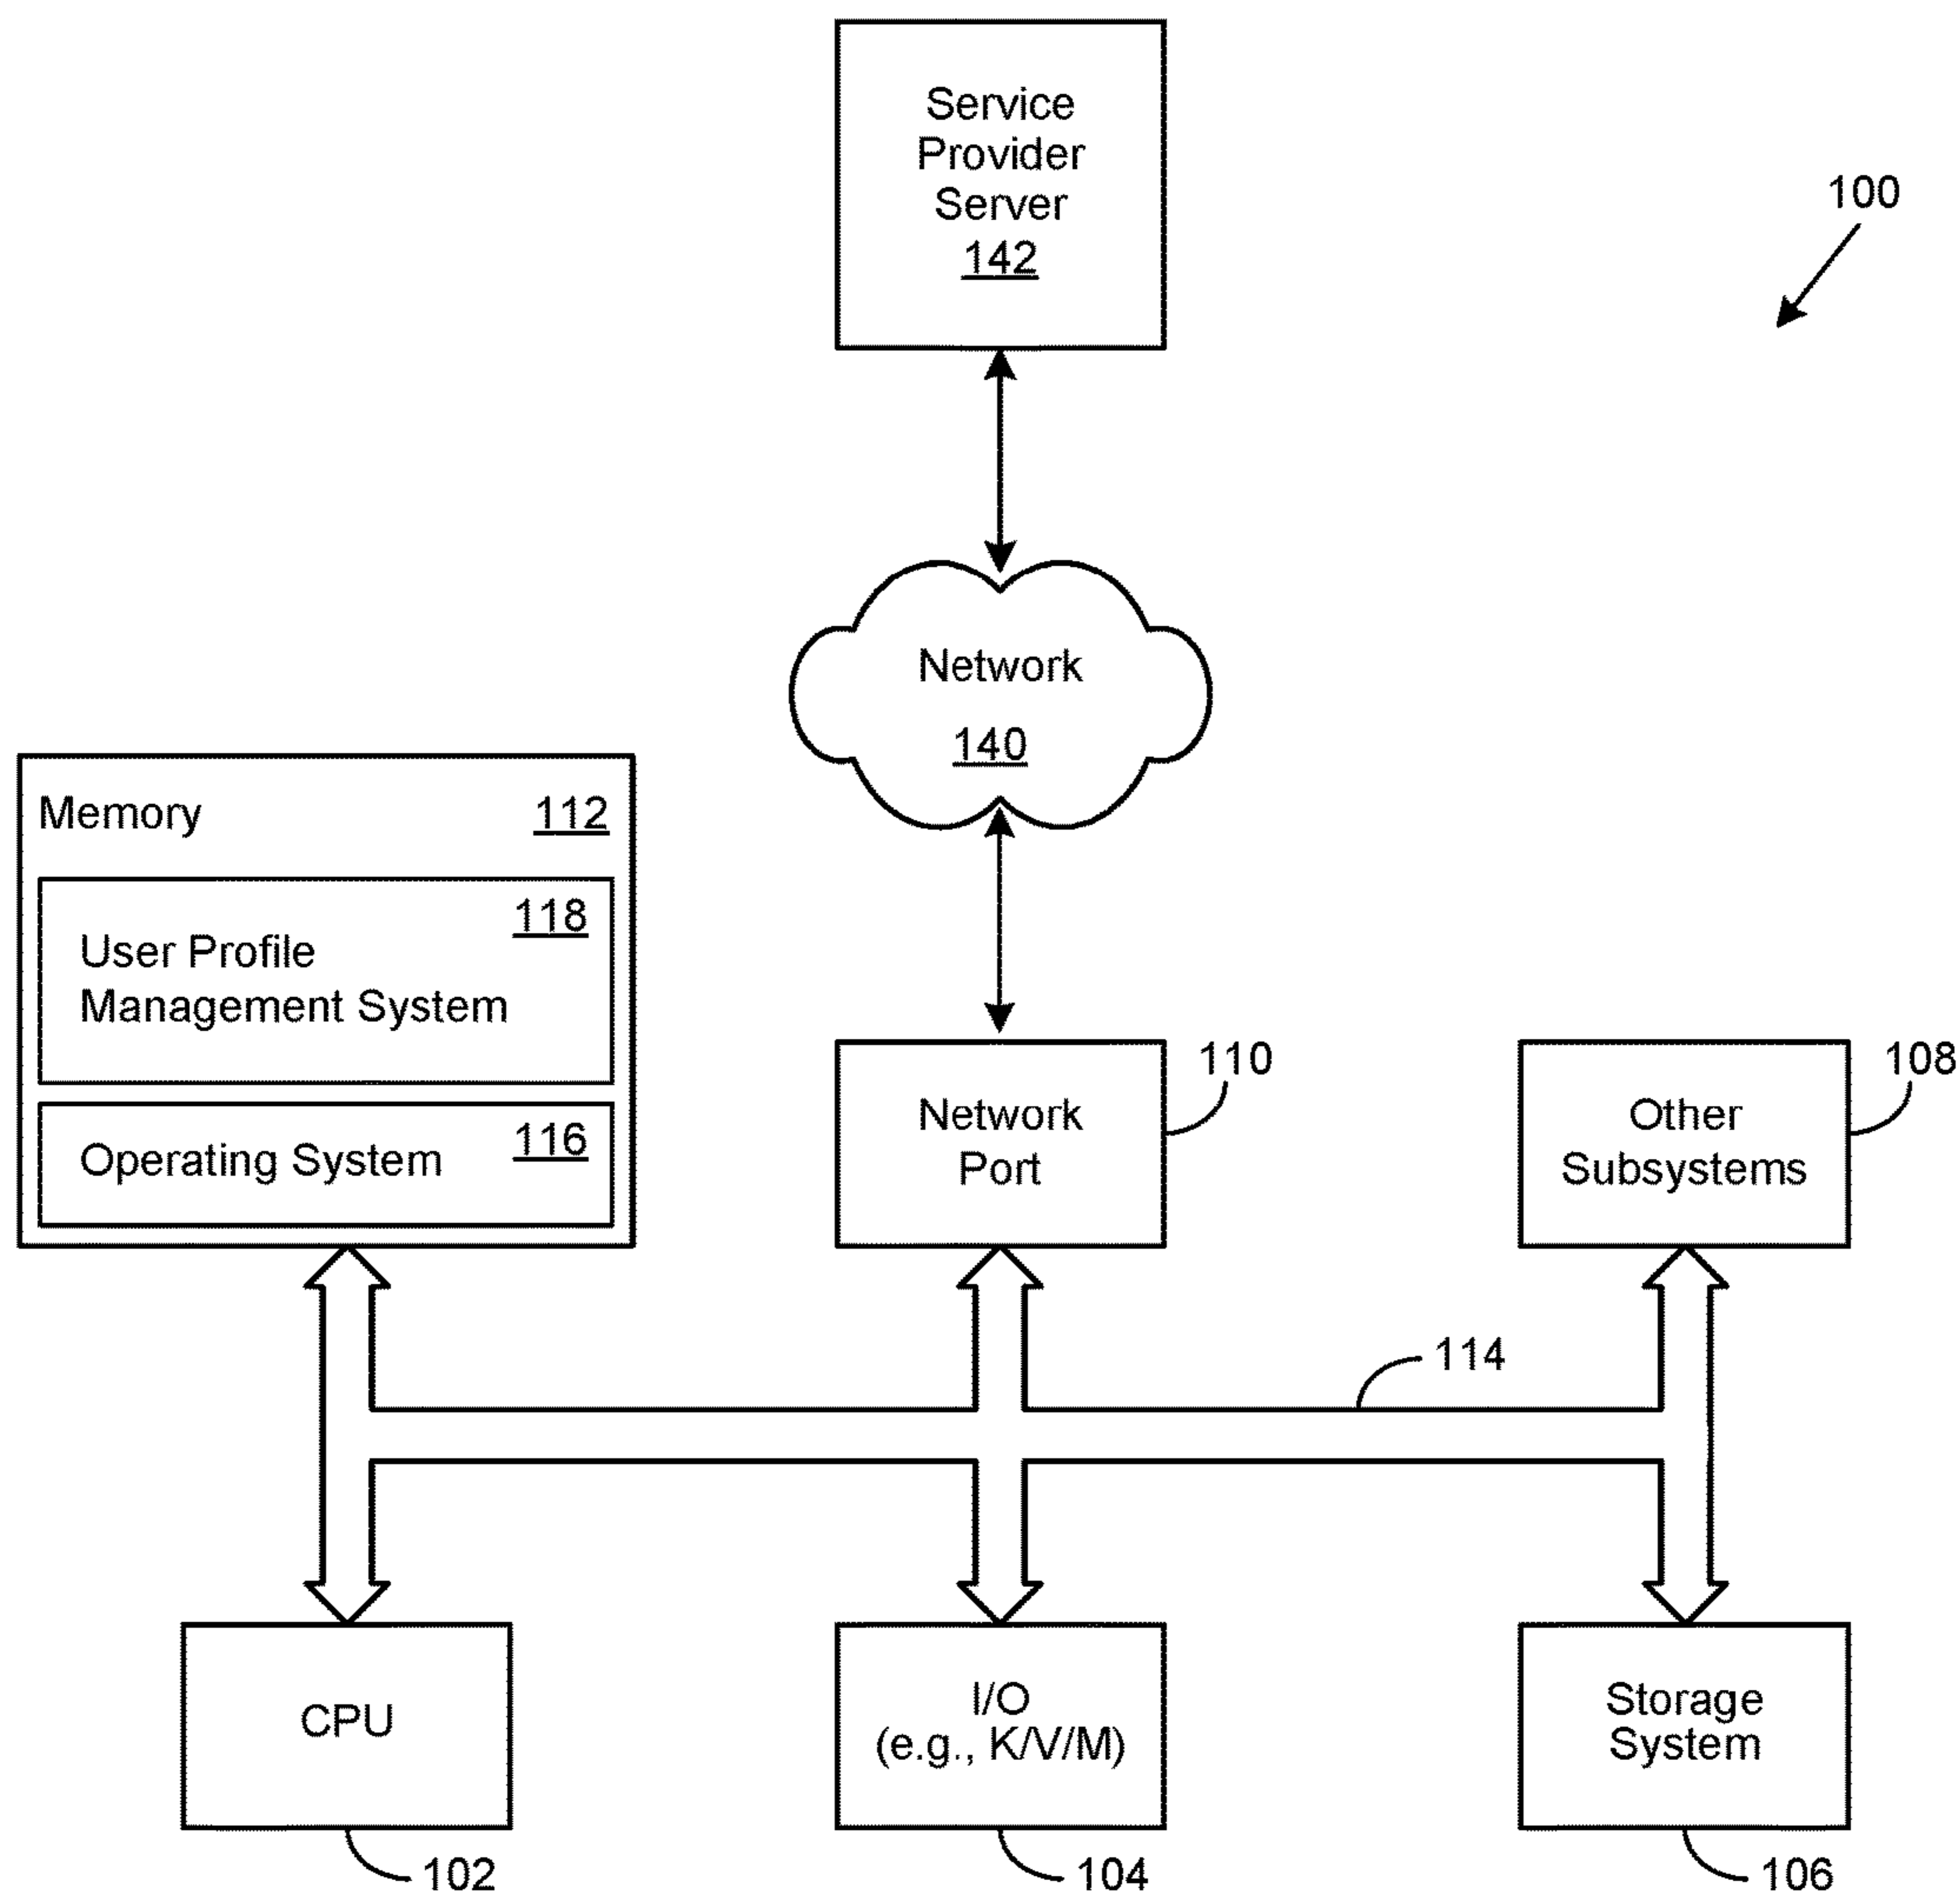 Service
Provider
Server
142
100
Network
140
Memory 112
118
User Profile
Management System
116
Operating System
Network
Port
110
Other
Subsystems
108
114
CPU
102
I/O
(e.g., K/V/M)
104
Storage
System
106